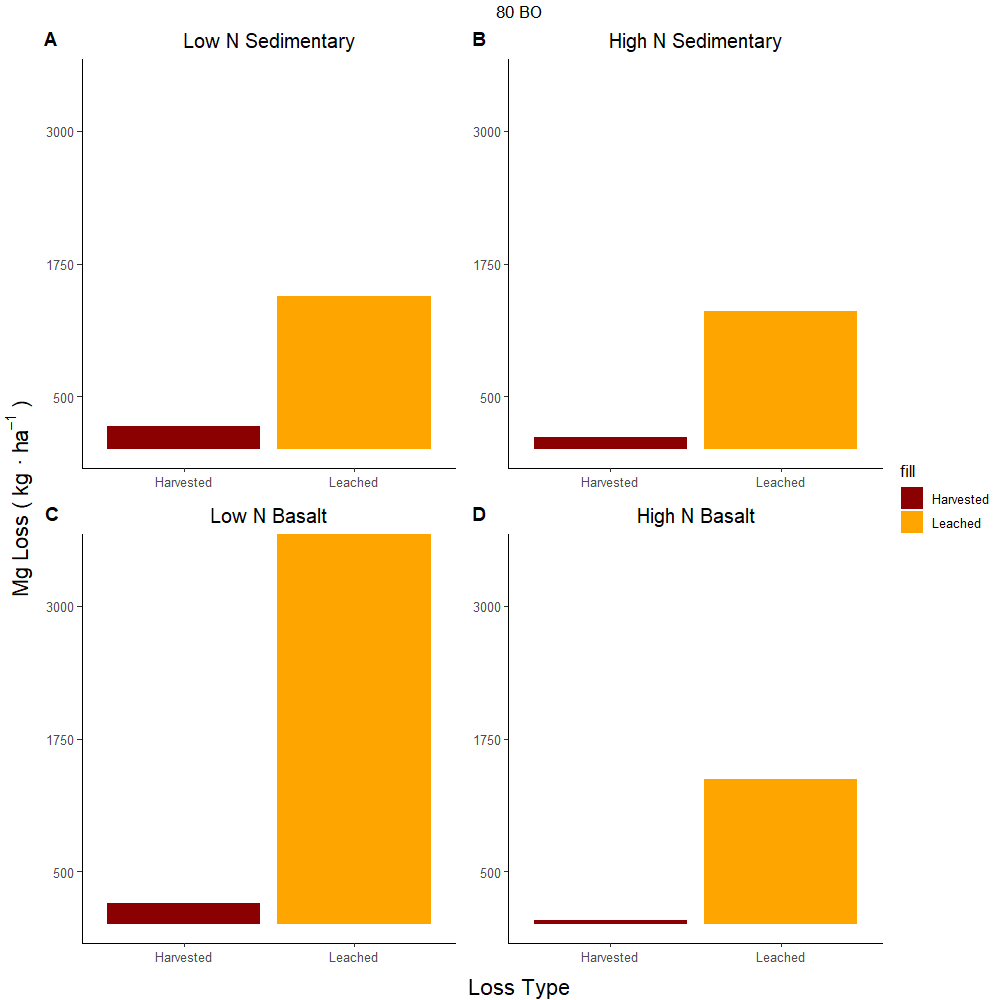 80 BO
A Low N Sedimentary
3000
1750
500
Harvested Leached
B High N Sedimentary
3000
1750
500
Harvested Leached
C Low N Basalt
3000
1750
500
Harvested Leached
D High N Basalt
3000
1750
500
Harvested Leached
Mg Loss ( kg · ha⁻¹ )
Loss Type
fill
Harvested
Leached